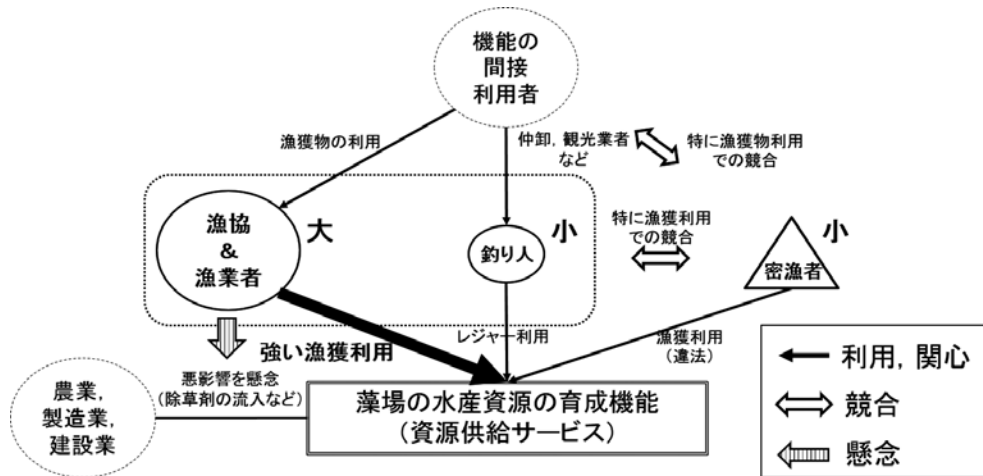 機能の
間接
利用者
漁獲物の利用
仲卸, 観光業者
など
特に漁獲物利用
での競合
漁協
&
漁業者
大
釣り人
小
特に漁獲利用
での競合
小
密漁者
強い漁獲利用
レジャー利用
漁獲利用
（違法）
悪影響を懸念
（除草剤の流入など）
農業,
製造業,
建設業
藻場の水産資源の育成機能
（資源供給サービス）
利用, 関心
競合
懸念